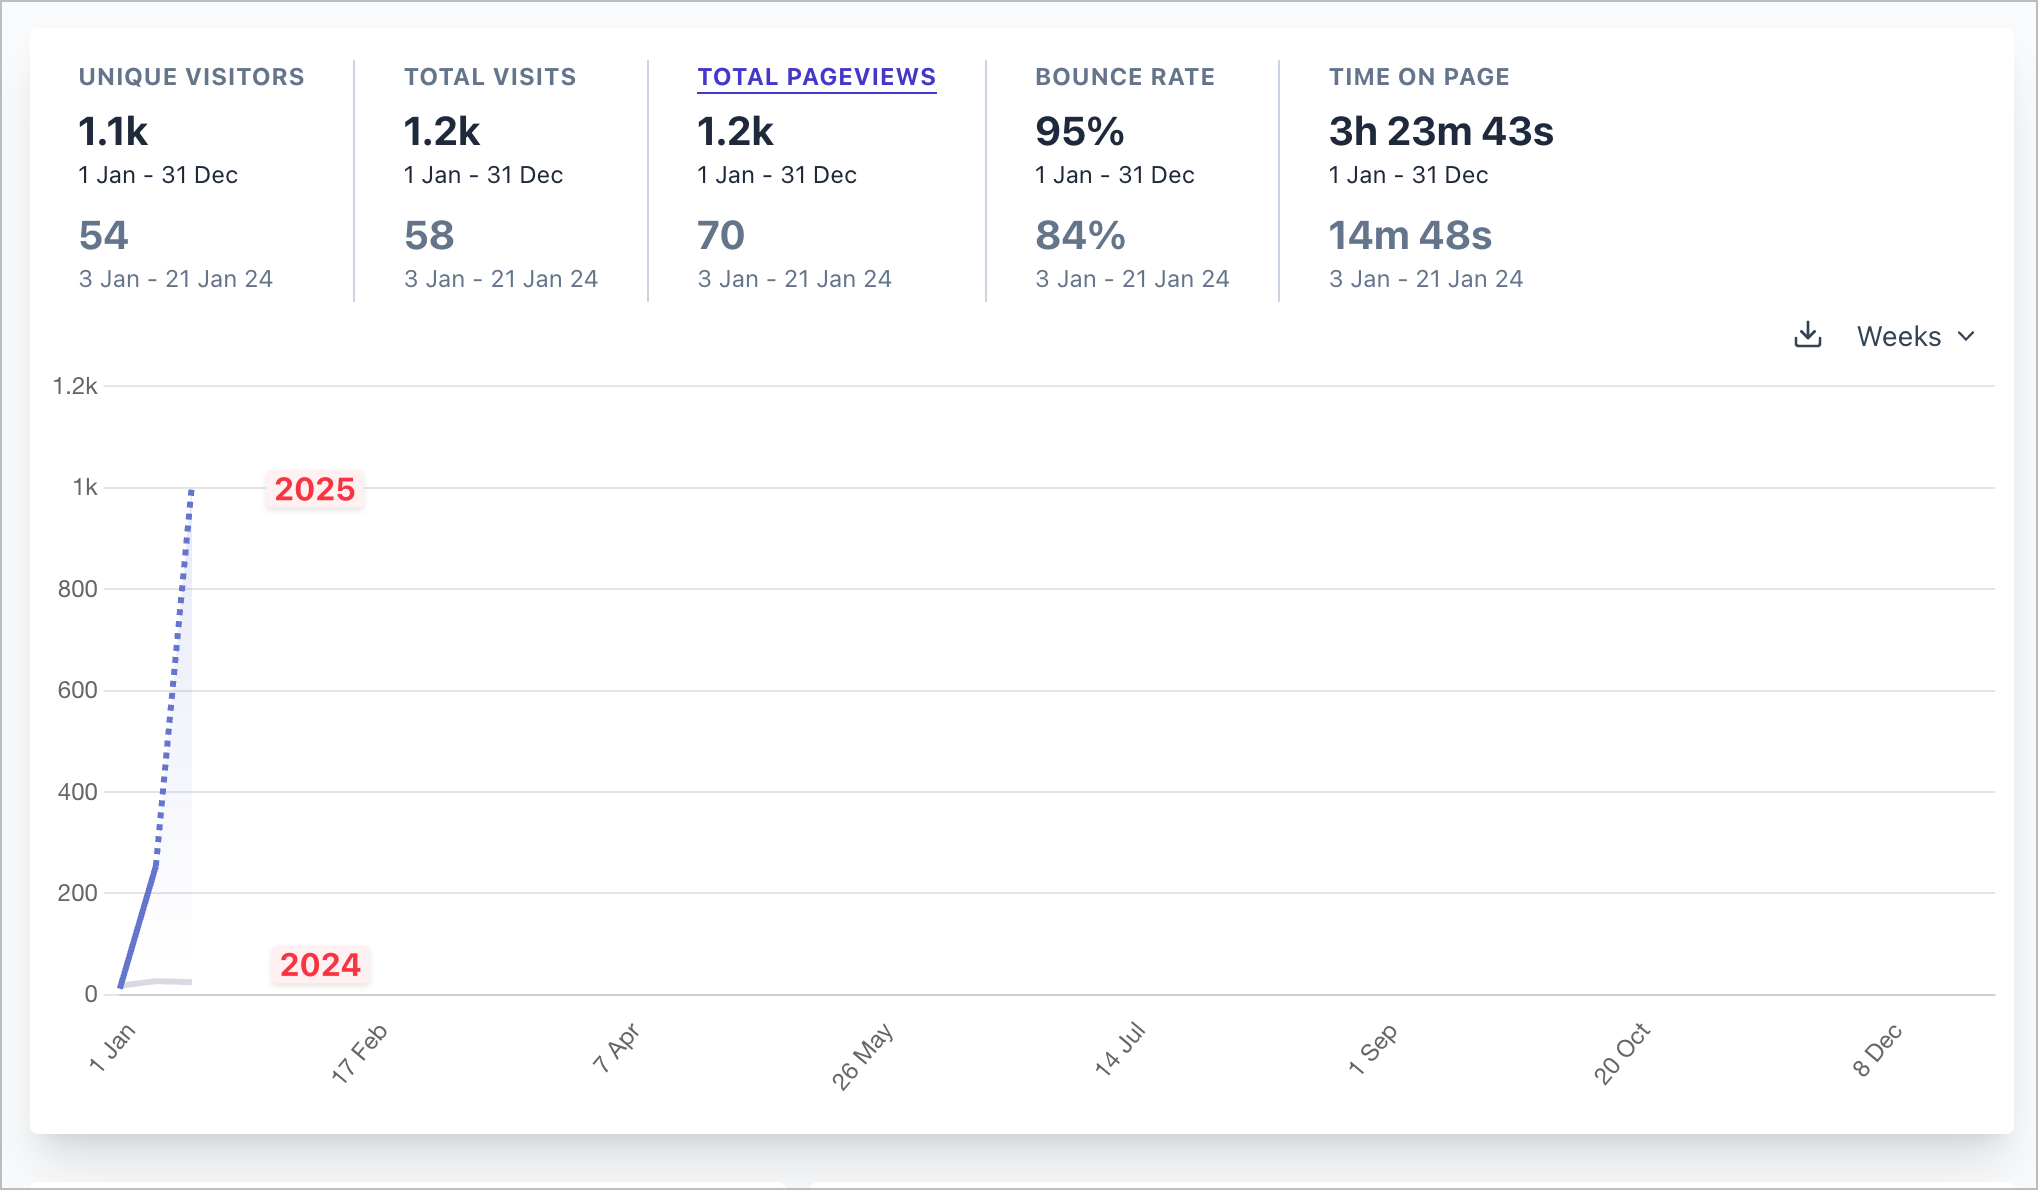 UNIQUE VISITORS
1.1k
1 Jan - 31 Dec
54
3 Jan - 21 Jan 24
TOTAL VISITS
1.2k
1 Jan - 31 Dec
58
3 Jan - 21 Jan 24
TOTAL PAGEVIEWS
1.2k
1 Jan - 31 Dec
70
3 Jan - 21 Jan 24
BOUNCE RATE
95%
1 Jan - 31 Dec
84%
3 Jan - 21 Jan 24
TIME ON PAGE
3h 23m 43s
1 Jan - 31 Dec
14m 48s
3 Jan - 21 Jan 24
Weeks
1.2k
1k
800
600
400
200
0
2025
2024
1 Jan
17 Feb
7 Apr
26 May
14 Jul
1 Sep
20 Oct
8 Dec